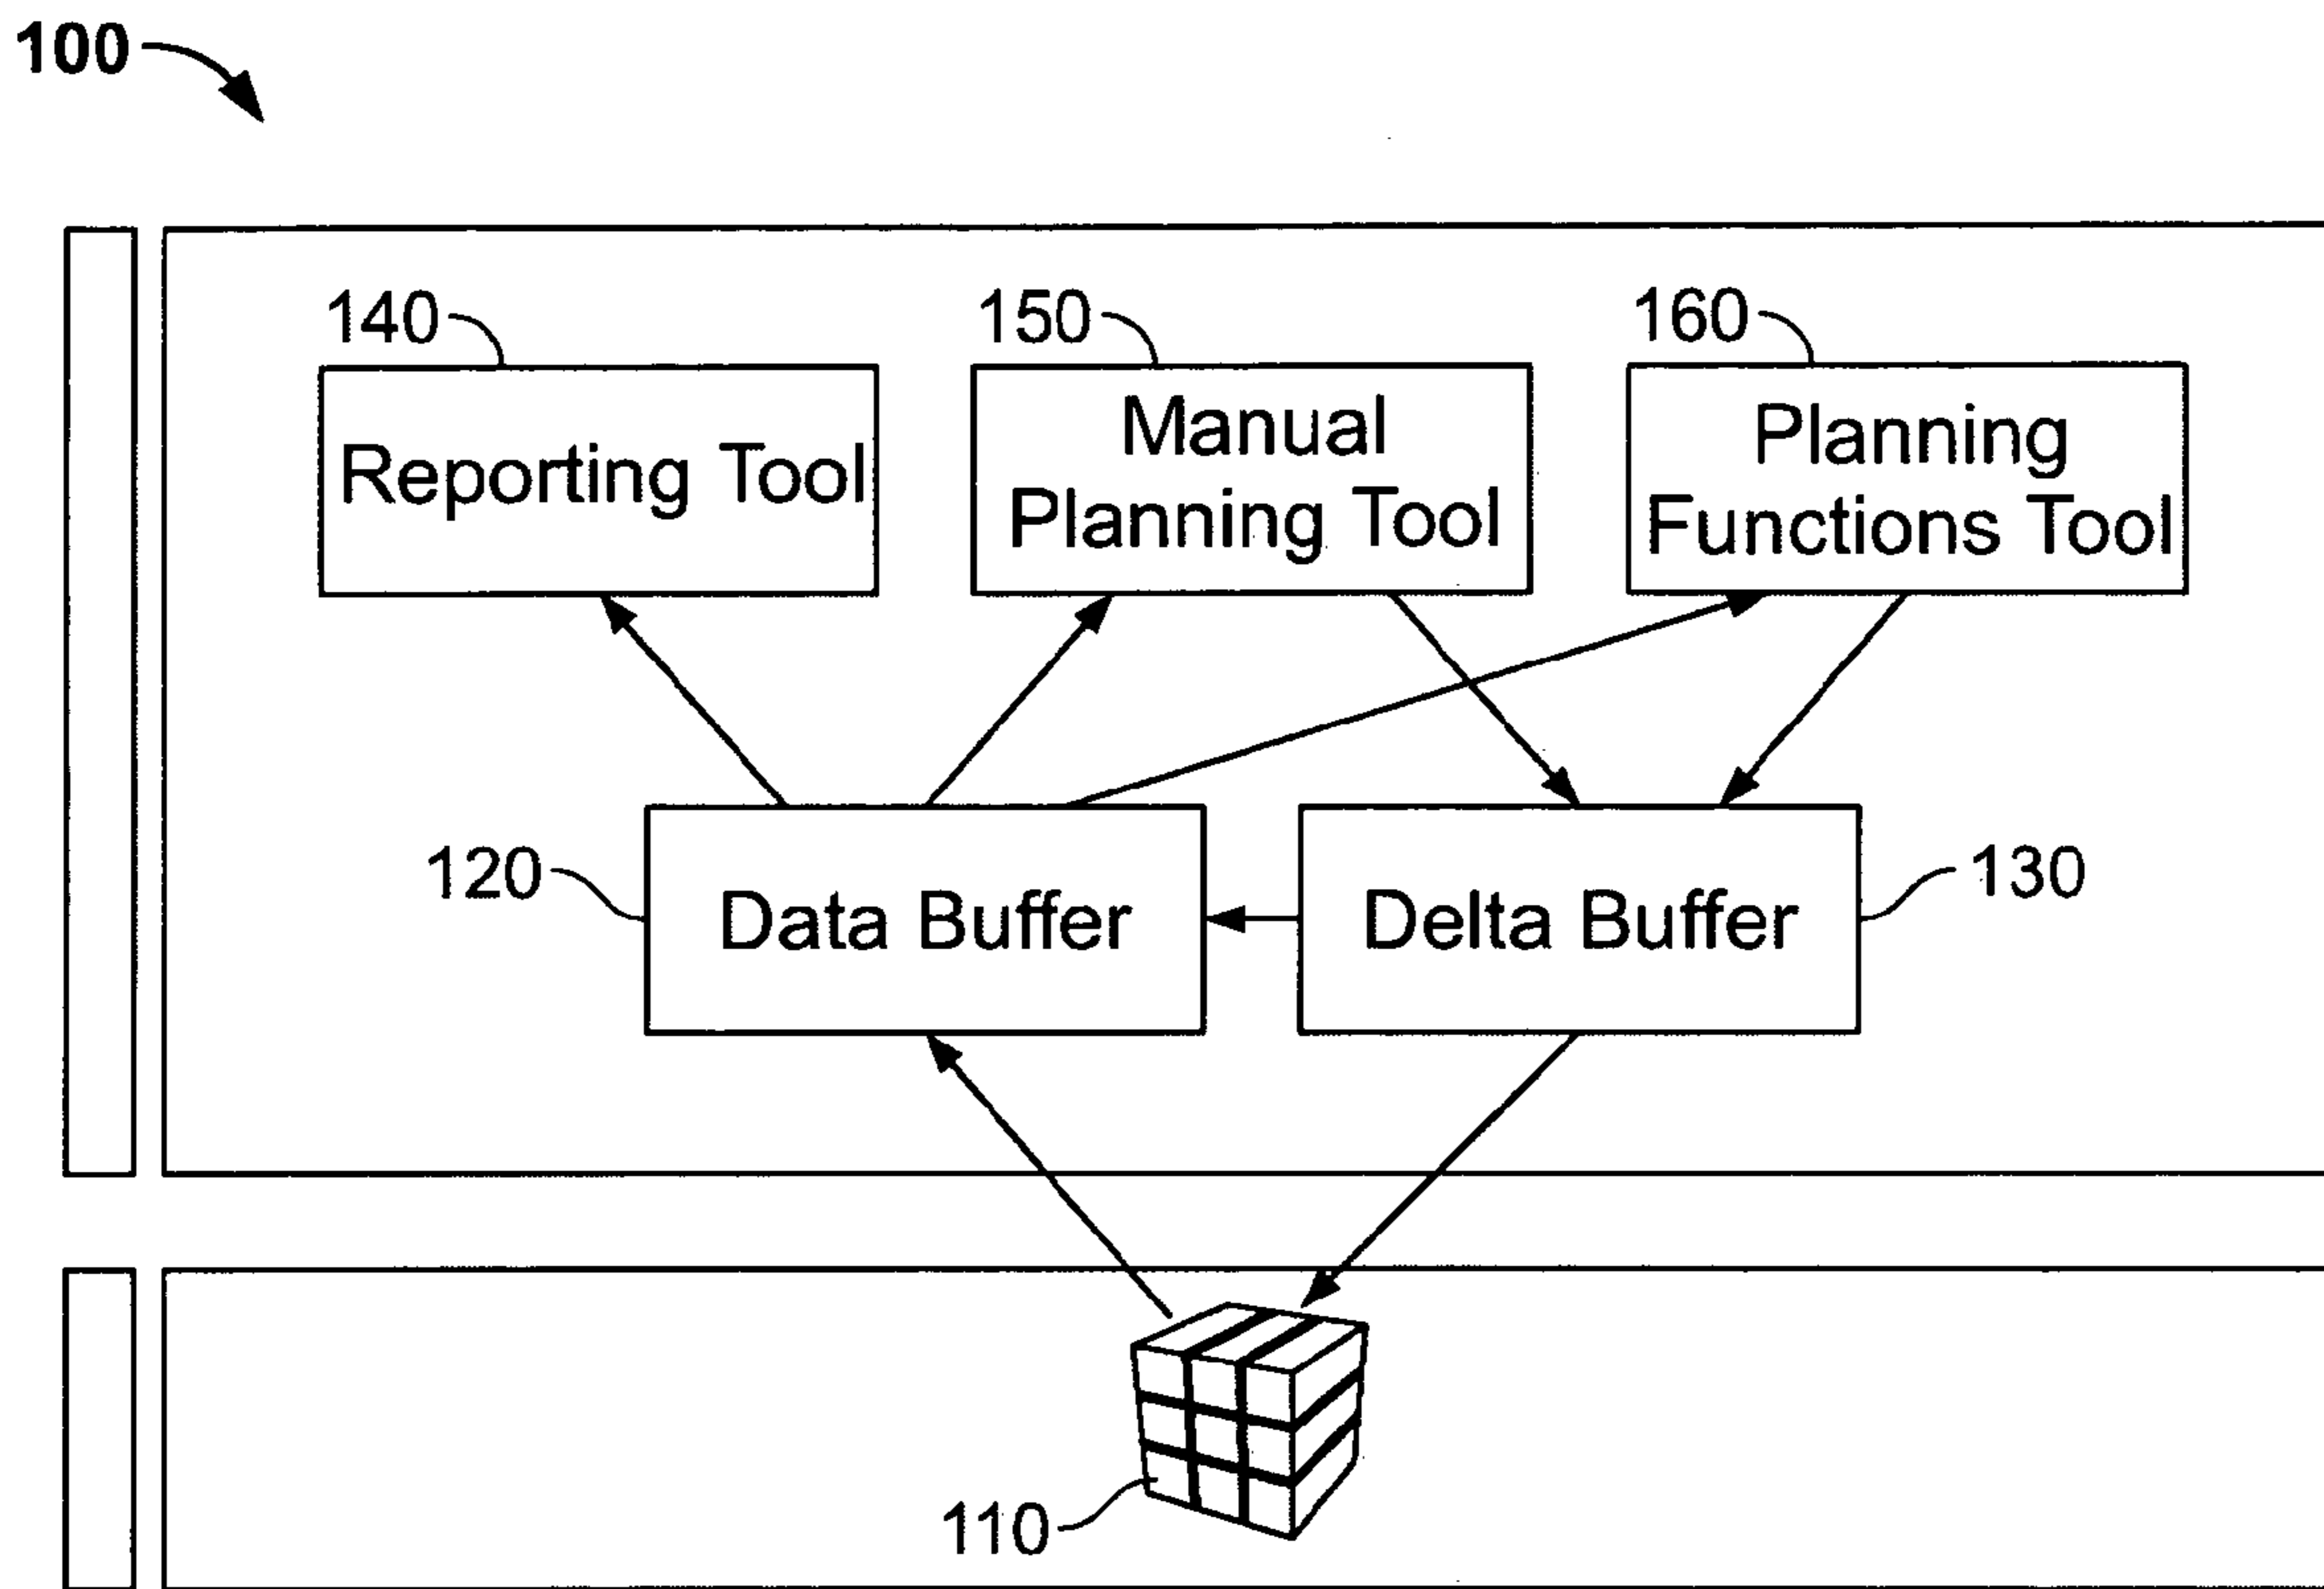 100
140
150
160
Reporting Tool
Manual
Planning Tool
Planning
Functions Tool
120
Data Buffer
Delta Buffer
130
110